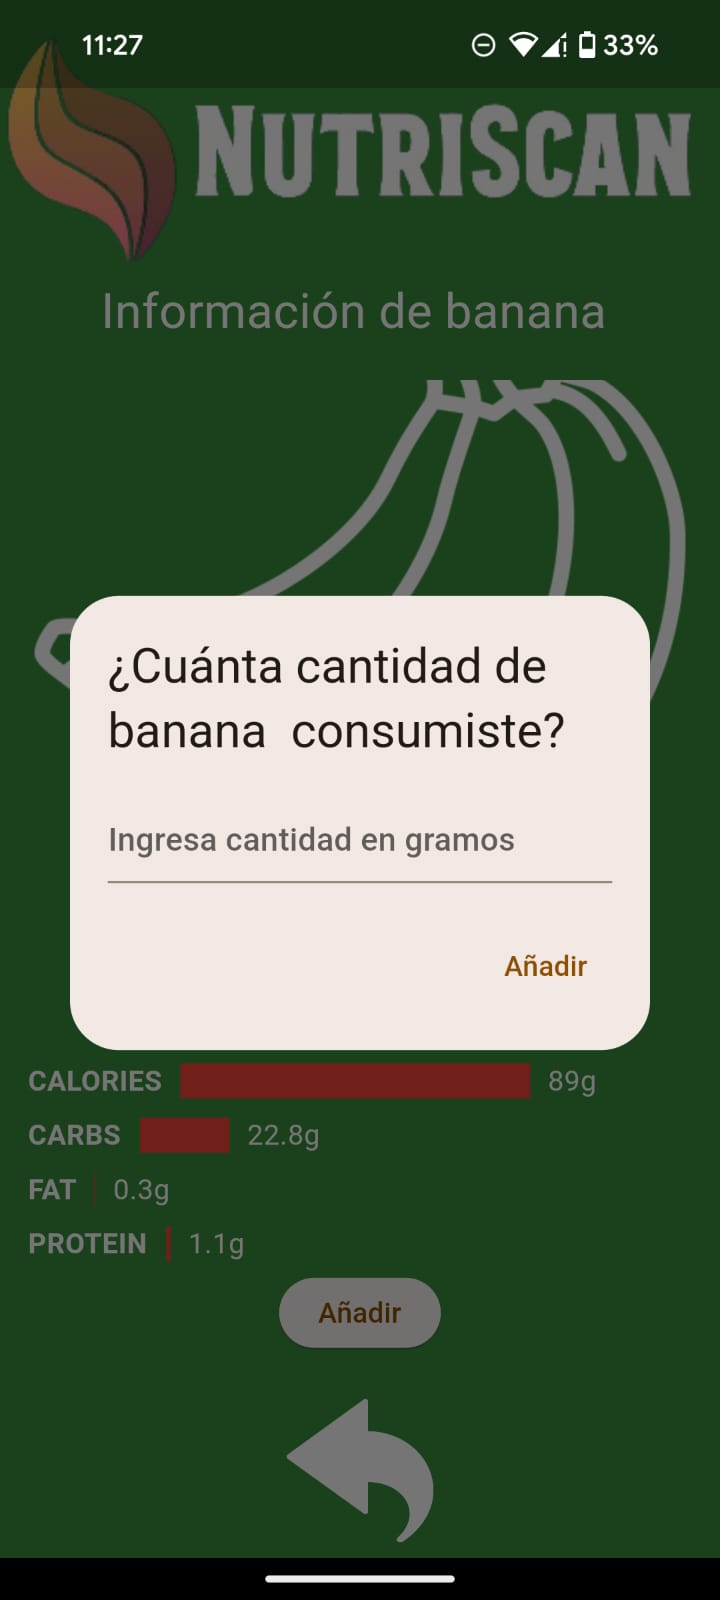 11:27
33%
NUTRISCAN
Información de banana
¿Cuánta cantidad de
banana  consumiste?
Ingresa cantidad en gramos
Añadir
CALORIES 89g
CARBS 22.8g
FAT 0.3g
PROTEIN 1.1g
Añadir